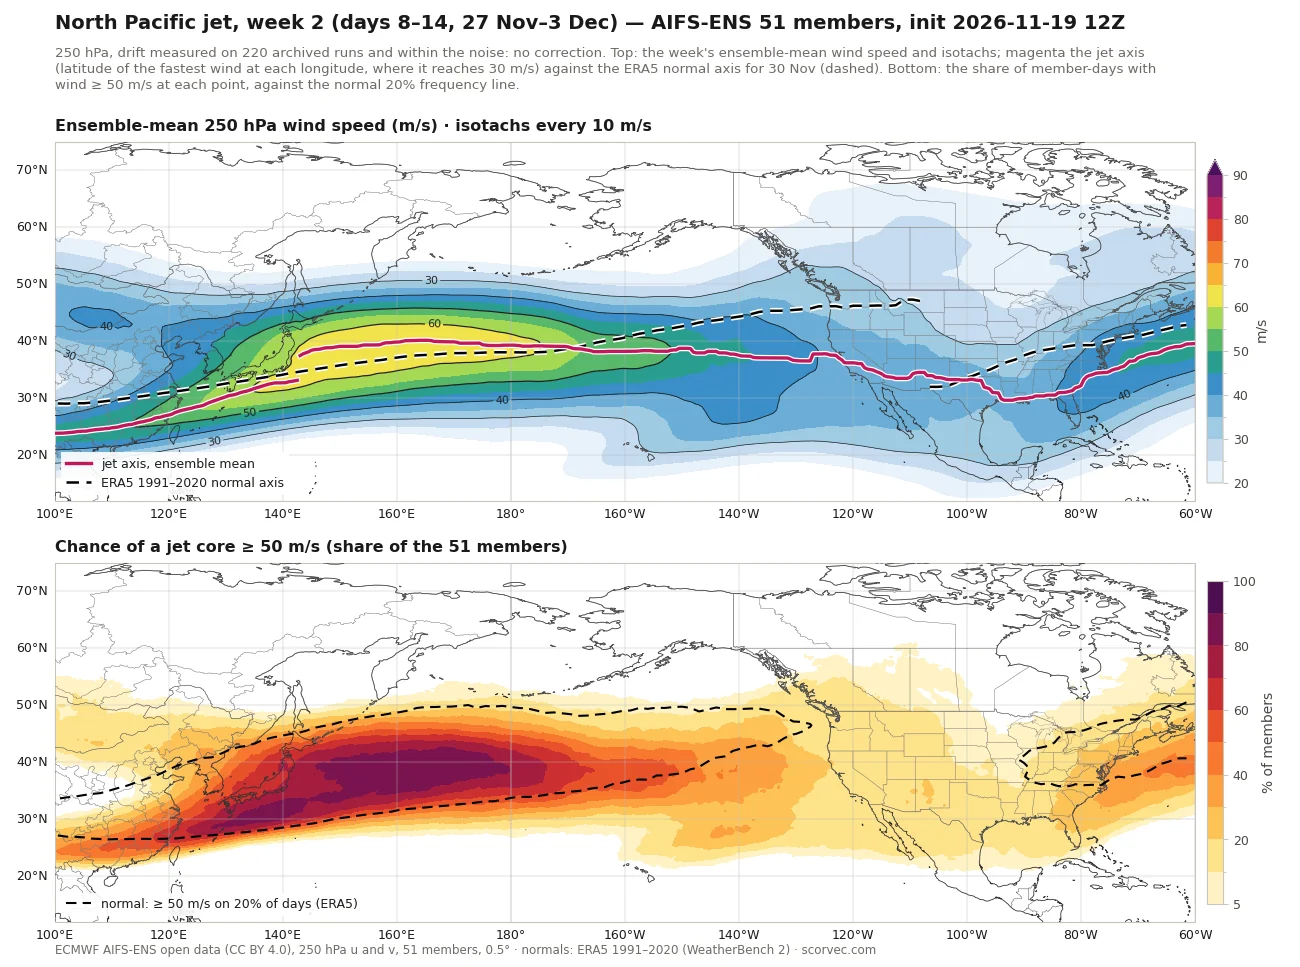 North Pacific jet, week 2 (days 8–14, 27 Nov–3 Dec) — AIFS-ENS 51 members, init 2026-11-19 12Z
250 hPa, drift measured on 220 archived runs and within the noise: no correction. Top: the week's ensemble-mean wind speed and isotachs; magenta the jet axis
(latitude of the fastest wind at each longitude, where it reaches 30 m/s) against the ERA5 normal axis for 30 Nov (dashed). Bottom: the share of member-days with
wind ≥ 50 m/s at each point, against the normal 20% frequency line.
Ensemble-mean 250 hPa wind speed (m/s) · isotachs every 10 m/s
70°N
60°N
50°N
40°N
30°N
20°N
30
60
40
30
50
40
30
40
jet axis, ensemble mean
ERA5 1991–2020 normal axis
100°E 120°E 140°E 160°E 180° 160°W 140°W 120°W 100°W 80°W 60°W
90
80
70
60
50
40
30
20
m/s
Chance of a jet core ≥ 50 m/s (share of the 51 members)
70°N
60°N
50°N
40°N
30°N
20°N
normal: ≥ 50 m/s on 20% of days (ERA5)
100°E 120°E 140°E 160°E 180° 160°W 140°W 120°W 100°W 80°W 60°W
100
80
60
40
20
5
% of members
ECMWF AIFS-ENS open data (CC BY 4.0), 250 hPa u and v, 51 members, 0.5° · normals: ERA5 1991–2020 (WeatherBench 2) · scorvec.com